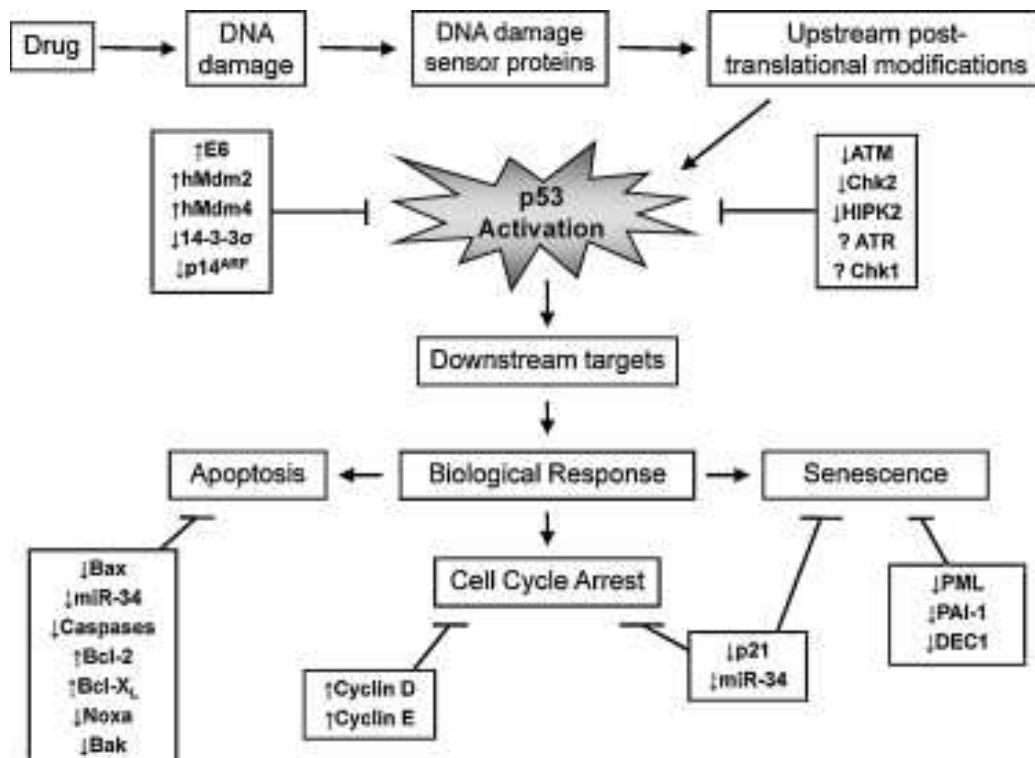 Drug
DNA
damage
DNA damage
sensor proteins
Upstream post-
translational modifications
↑E6
↑hMdm2
↑hMdm4
↓14-3-3σ
↓p14ARF
p53
Activation
↓ATM
↓Chk2
↓HIPK2
? ATR
? Chk1
Downstream targets
Apoptosis
Biological Response
Senescence
Cell Cycle Arrest
↓Bax
↓miR-34
↓Caspases
↑Bcl-2
↑Bcl-XL
↓Noxa
↓Bak
↑Cyclin D
↑Cyclin E
↓p21
↓miR-34
↓PML
↓PAI-1
↓DEC1